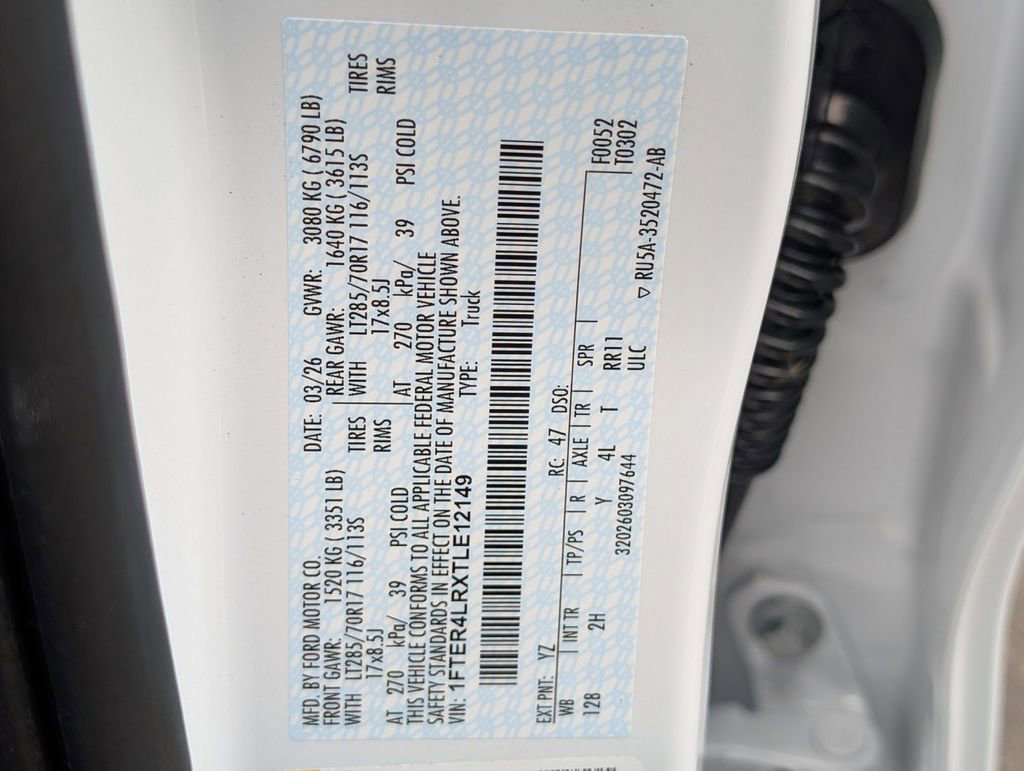 MFD. BY FORD MOTOR CO. DATE: 03/26 GVWR: 3080 KG ( 6790 LB)
FRONT GAWR: 1520 KG ( 3351 LB) REAR GAWR: 1640 KG ( 3615 LB)
WITH LT285/70R17 116/113S TIRES WITH LT285/70R17 116/113S TIRES
17x8.5J RIMS 17x8.5J RIMS
AT 270 kPa/ 39 PSI COLD AT 270 kPa/ 39 PSI COLD
THIS VEHICLE CONFORMS TO ALL APPLICABLE FEDERAL MOTOR VEHICLE
SAFETY STANDARDS IN EFFECT ON THE DATE OF MANUFACTURE SHOWN ABOVE.
VIN: 1FTER4LRXTLE12149 TYPE: Truck
EXT PNT: YZ RC: 47 DSO:
WB INT TR TP/PS R AXLE TR SPR F0052
128 2H Y 4L T RR11 T0302
3202603097644 ULC
▽ RU5A-3520472-AB